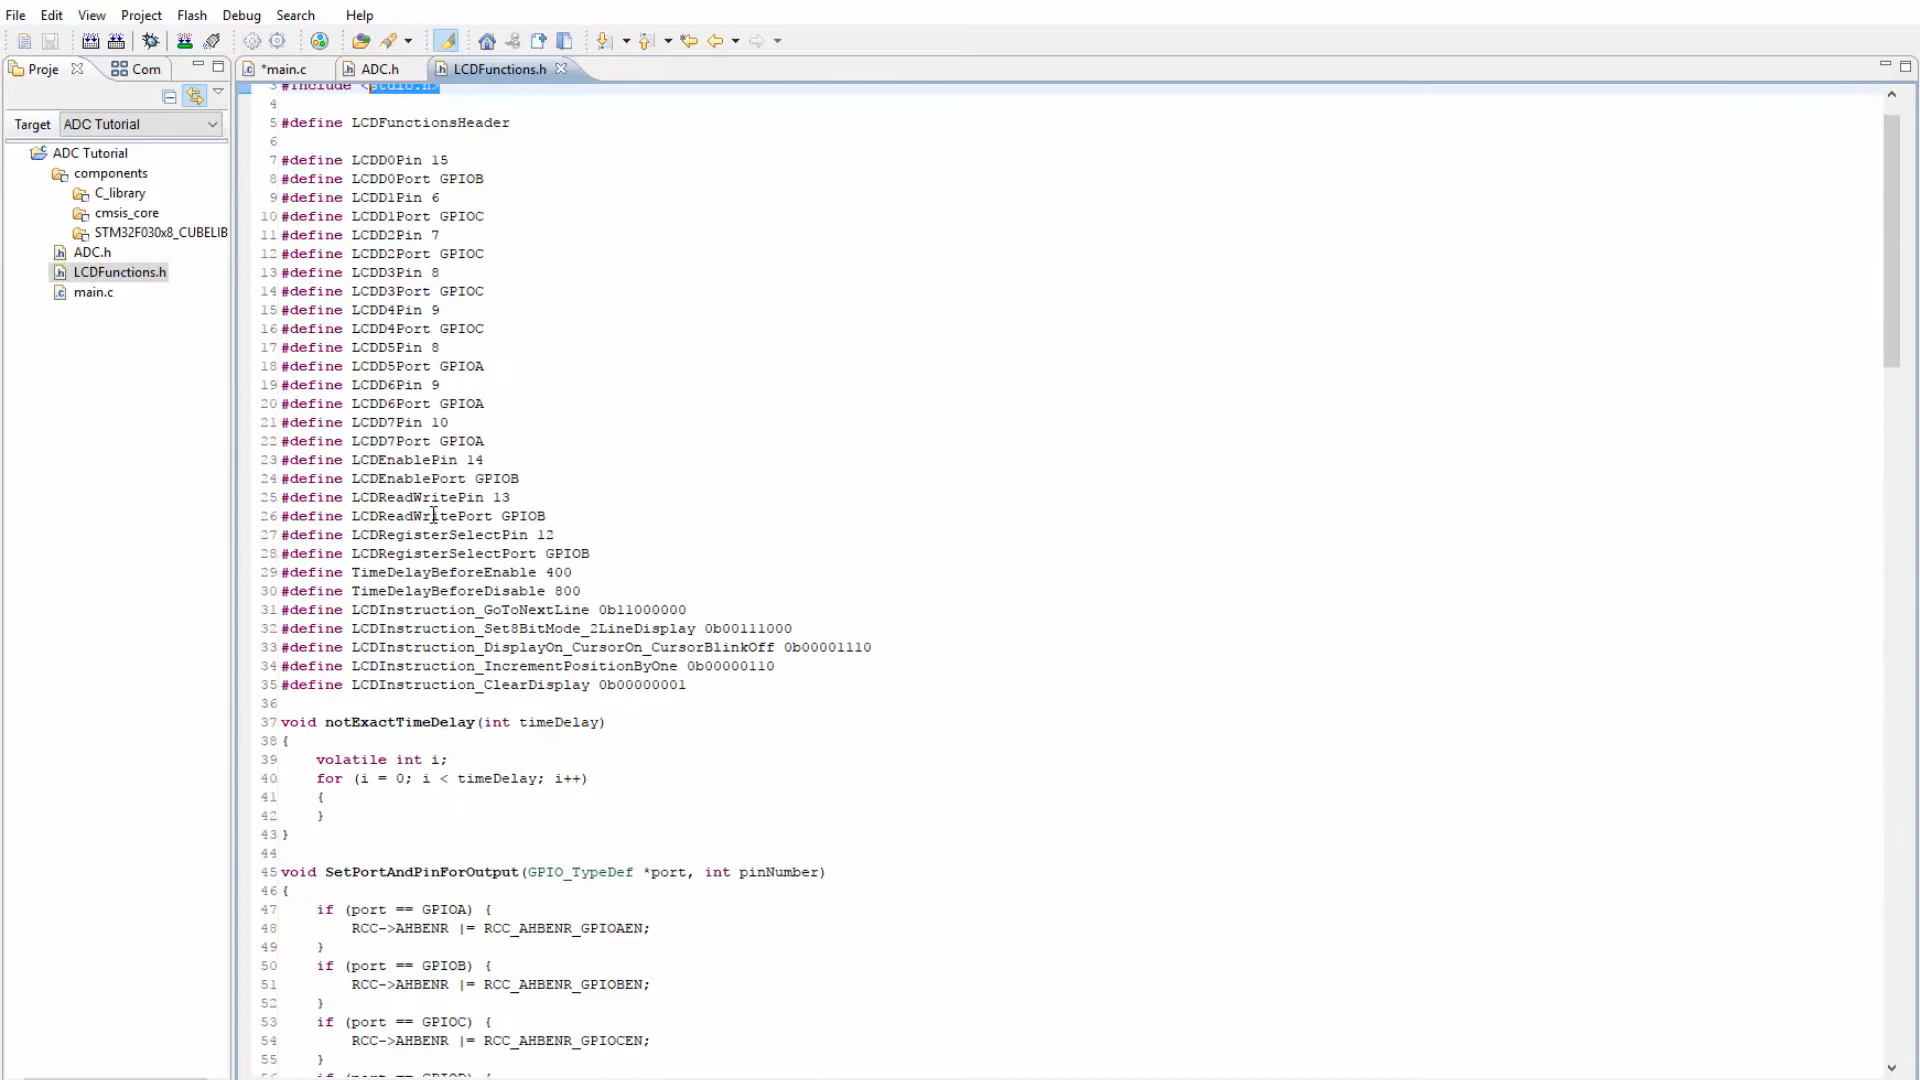 File Edit View Project Flash Debug Search Help
Proje Com
*main.c ADC.h LCDFunctions.h
Target ADC Tutorial
ADC Tutorial
components
C_library
cmsis_core
STM32F030x8_CUBELIB
ADC.h
LCDFunctions.h
main.c
3 #include <stdio.h>
4
5 #define LCDFunctionsHeader
6
7 #define LCDD0Pin 15
8 #define LCDD0Port GPIOB
9 #define LCDD1Pin 6
10 #define LCDD1Port GPIOC
11 #define LCDD2Pin 7
12 #define LCDD2Port GPIOC
13 #define LCDD3Pin 8
14 #define LCDD3Port GPIOC
15 #define LCDD4Pin 9
16 #define LCDD4Port GPIOC
17 #define LCDD5Pin 8
18 #define LCDD5Port GPIOA
19 #define LCDD6Pin 9
20 #define LCDD6Port GPIOA
21 #define LCDD7Pin 10
22 #define LCDD7Port GPIOA
23 #define LCDEnablePin 14
24 #define LCDEnablePort GPIOB
25 #define LCDReadWritePin 13
26 #define LCDReadWritePort GPIOB
27 #define LCDRegisterSelectPin 12
28 #define LCDRegisterSelectPort GPIOB
29 #define TimeDelayBeforeEnable 400
30 #define TimeDelayBeforeDisable 800
31 #define LCDInstruction_GoToNextLine 0b11000000
32 #define LCDInstruction_Set8BitMode_2LineDisplay 0b00111000
33 #define LCDInstruction_DisplayOn_CursorOn_CursorBlinkOff 0b00001110
34 #define LCDInstruction_IncrementPositionByOne 0b00000110
35 #define LCDInstruction_ClearDisplay 0b00000001
36
37 void notExactTimeDelay(int timeDelay)
38 {
39 volatile int i;
40 for (i = 0; i < timeDelay; i++)
41 {
42 }
43 }
44
45 void SetPortAndPinForOutput(GPIO_TypeDef *port, int pinNumber)
46 {
47 if (port == GPIOA) {
48 RCC->AHBENR |= RCC_AHBENR_GPIOAEN;
49 }
50 if (port == GPIOB) {
51 RCC->AHBENR |= RCC_AHBENR_GPIOBEN;
52 }
53 if (port == GPIOC) {
54 RCC->AHBENR |= RCC_AHBENR_GPIOCEN;
55 }